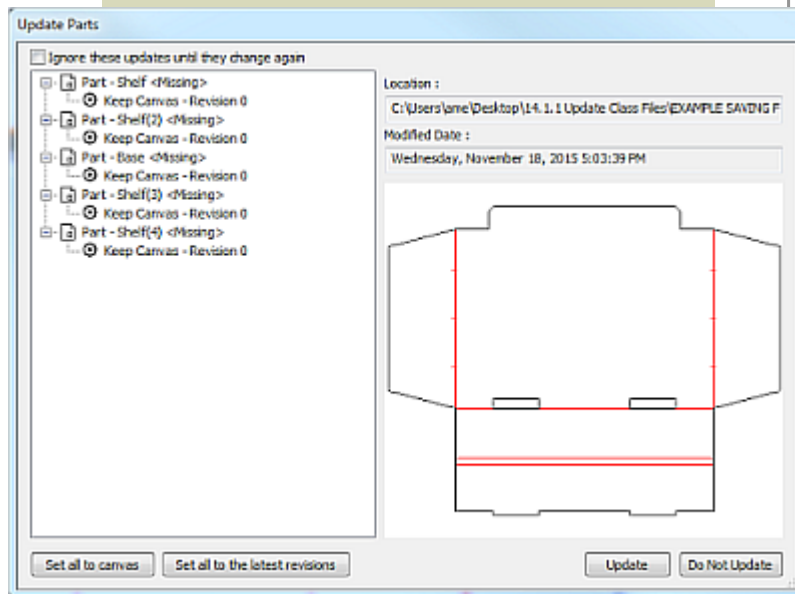 Update Parts
Ignore these updates until they change again
Part - Shelf <Missing>
Keep Canvas - Revision 0
Part - Shelf(2) <Missing>
Keep Canvas - Revision 0
Part - Base <Missing>
Keep Canvas - Revision 0
Part - Shelf(3) <Missing>
Keep Canvas - Revision 0
Part - Shelf(4) <Missing>
Keep Canvas - Revision 0
Location :
C:\Users\ame\Desktop\14.1.1 Update Class Files\EXAMPLE SAVING F
Modified Date :
Wednesday, November 18, 2015 5:03:39 PM
Set all to canvas
Set all to the latest revisions
Update
Do Not Update